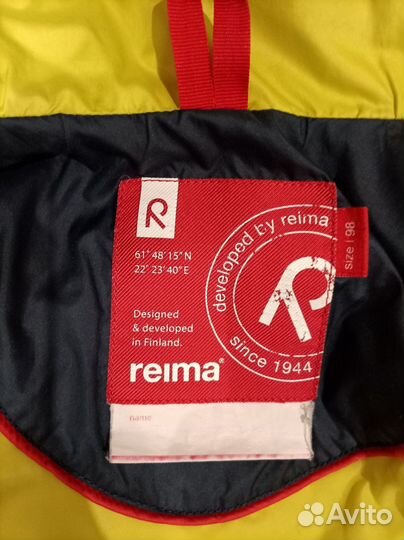 R
61° 48' 15" N
22° 23' 40" E
Designed
& developed
in Finland.
reima®
developed by reima
R
since 1944
size | 98
name
Avito